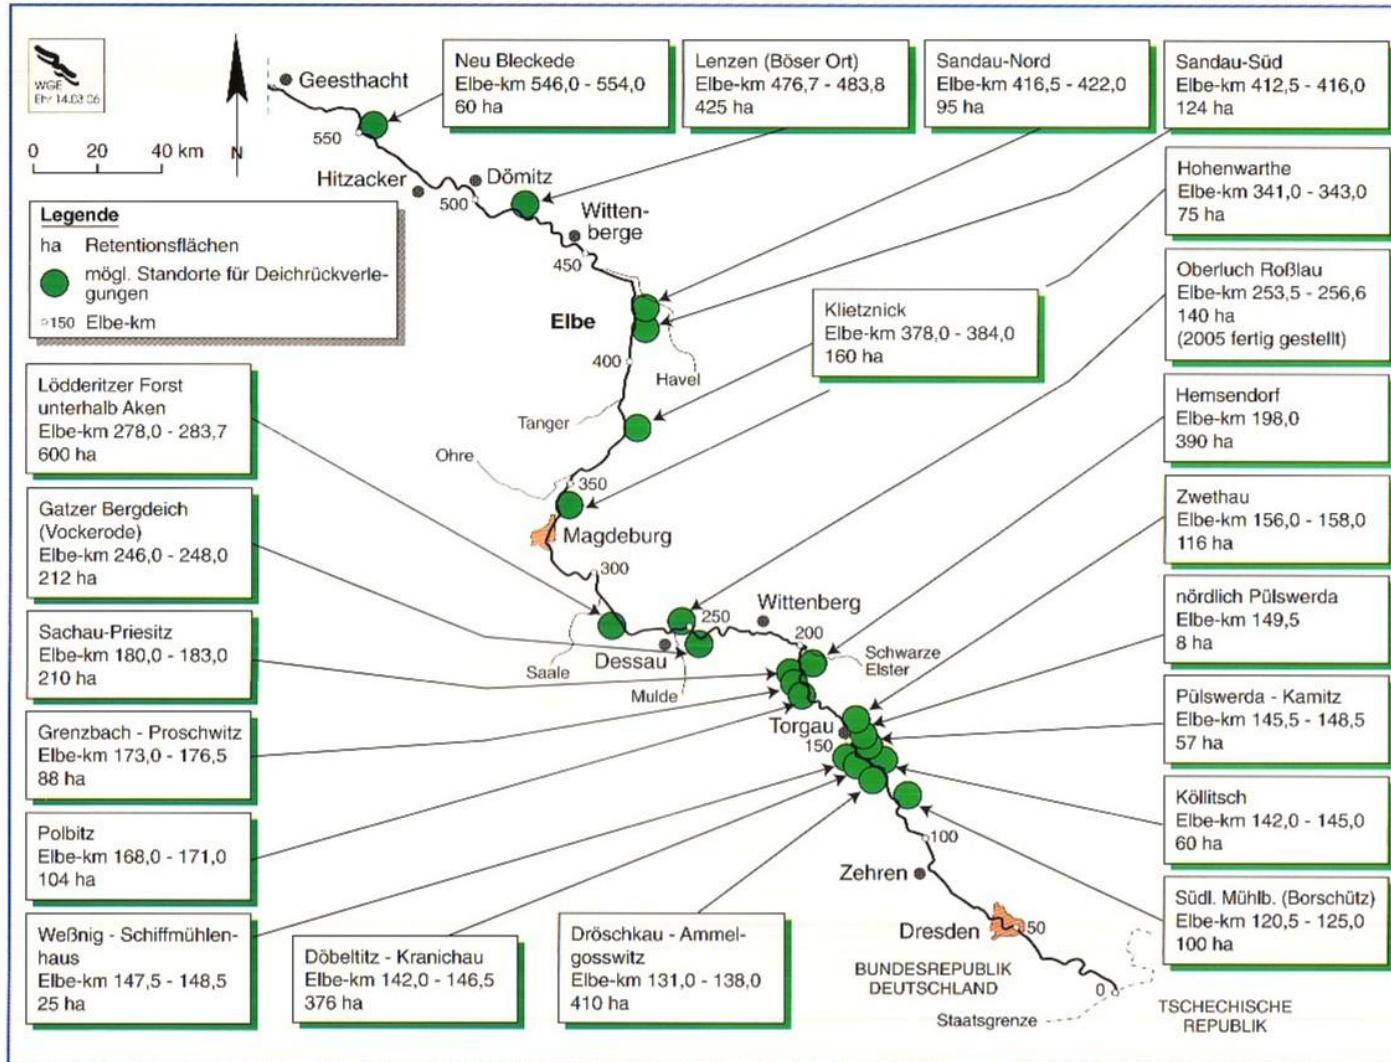 WGE
Ehr 14.03.06
0 20 40 km
N
Legende
ha Retentionsflächen
mögl. Standorte für Deichrückverle-
gungen
150 Elbe-km
Neu Bleckede
Elbe-km 546,0 - 554,0
60 ha
Lenzen (Böser Ort)
Elbe-km 476,7 - 483,8
425 ha
Sandau-Nord
Elbe-km 416,5 - 422,0
95 ha
Sandau-Süd
Elbe-km 412,5 - 416,0
124 ha
Hohenwarthe
Elbe-km 341,0 - 343,0
75 ha
Oberluch Roßlau
Elbe-km 253,5 - 256,6
140 ha
(2005 fertig gestellt)
Klietznick
Elbe-km 378,0 - 384,0
160 ha
Hemsendorf
Elbe-km 198,0
390 ha
Zwethau
Elbe-km 156,0 - 158,0
116 ha
nördlich Pülswerda
Elbe-km 149,5
8 ha
Pülswerda - Kamitz
Elbe-km 145,5 - 148,5
57 ha
Köllitsch
Elbe-km 142,0 - 145,0
60 ha
Südl. Mühlb. (Borschütz)
Elbe-km 120,5 - 125,0
100 ha
Lödderitzer Forst
unterhalb Aken
Elbe-km 278,0 - 283,7
600 ha
Gatzer Bergdeich
(Vockerode)
Elbe-km 246,0 - 248,0
212 ha
Sachau-Priesitz
Elbe-km 180,0 - 183,0
210 ha
Grenzbach - Proschwitz
Elbe-km 173,0 - 176,5
88 ha
Polbitz
Elbe-km 168,0 - 171,0
104 ha
Weßnig - Schiffmühlen-
haus
Elbe-km 147,5 - 148,5
25 ha
Döbeltitz - Kranichau
Elbe-km 142,0 - 146,5
376 ha
Dröschkau - Ammel-
gosswitz
Elbe-km 131,0 - 138,0
410 ha
Geesthacht
550
Hitzacker
Dömitz
500
Witten-
berge
450
Elbe
400
Havel
Tanger
Ohre
350
Magdeburg
300
Saale
Dessau
Mulde
250
Wittenberg
200
Schwarze
Elster
Torgau
150
100
Zehren
Dresden
50
BUNDESREPUBLIK
DEUTSCHLAND
0
Staatsgrenze
TSCHECHISCHE
REPUBLIK